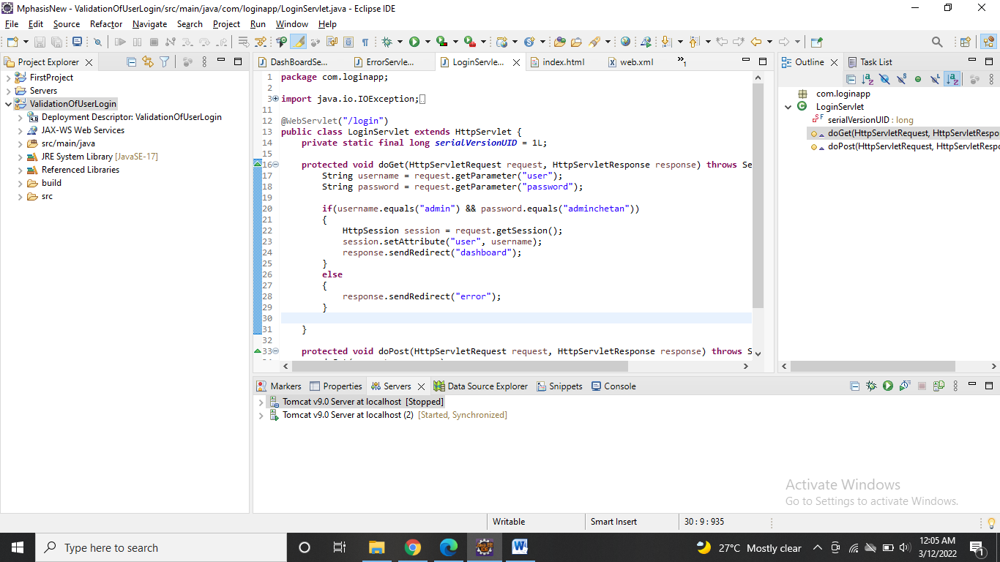 MphasisNew - ValidationOfUserLogin/src/main/java/com/loginapp/LoginServlet.java - Eclipse IDE
File Edit Source Refactor Navigate Search Project Run Window Help
Project Explorer
FirstProject
Servers
ValidationOfUserLogin
Deployment Descriptor: ValidationOfUserLogin
JAX-WS Web Services
src/main/java
JRE System Library [JavaSE-17]
Referenced Libraries
build
src
DashBoardSe... ErrorServle... LoginServle... index.html web.xml »1
1 package com.loginapp;
2
3 import java.io.IOException;
11
12 @WebServlet("/login")
13 public class LoginServlet extends HttpServlet {
14 private static final long serialVersionUID = 1L;
15
16 protected void doGet(HttpServletRequest request, HttpServletResponse response) throws Se
17 String username = request.getParameter("user");
18 String password = request.getParameter("password");
19
20 if(username.equals("admin") && password.equals("adminchetan"))
21 {
22 HttpSession session = request.getSession();
23 session.setAttribute("user", username);
24 response.sendRedirect("dashboard");
25 }
26 else
27 {
28 response.sendRedirect("error");
29 }
30
31 }
32
33 protected void doPost(HttpServletRequest request, HttpServletResponse response) throws S
Outline Task List
com.loginapp
LoginServlet
serialVersionUID : long
doGet(HttpServletRequest, HttpServletRespo
doPost(HttpServletRequest, HttpServletResp
Markers Properties Servers Data Source Explorer Snippets Console
Tomcat v9.0 Server at localhost [Stopped]
Tomcat v9.0 Server at localhost (2) [Started, Synchronized]
Activate Windows
Go to Settings to activate Windows.
Writable Smart Insert 30 : 9 : 935
Type here to search
27°C Mostly clear
12:05 AM
3/12/2022
1